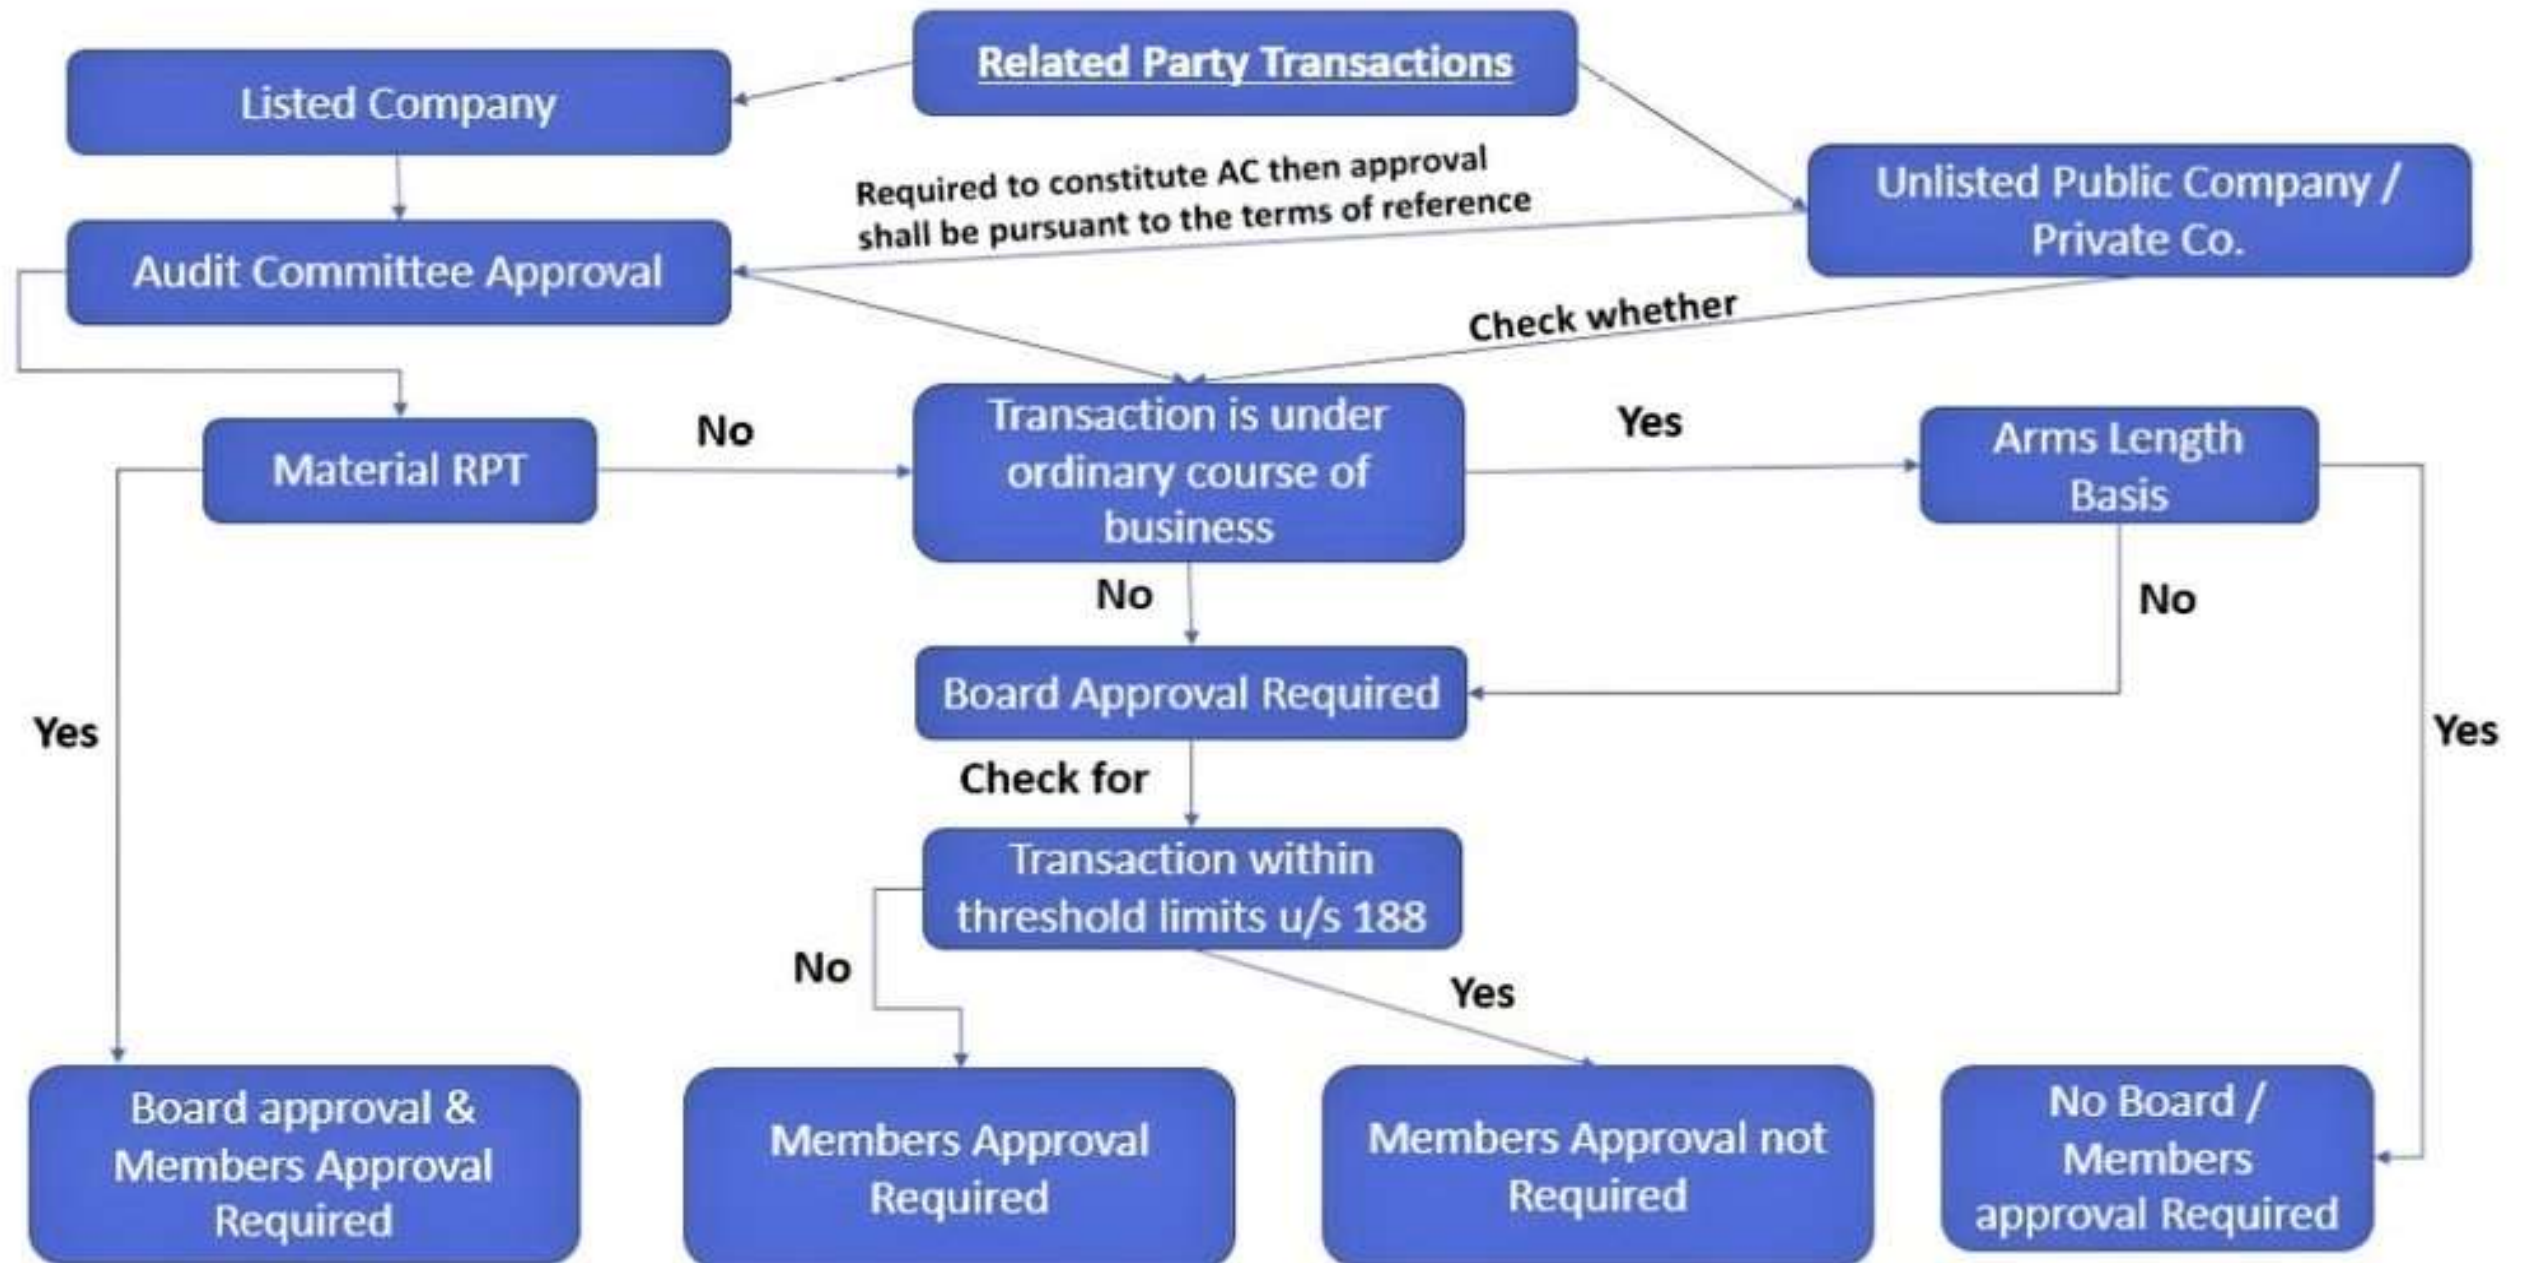 Related Party Transactions
Listed Company
Required to constitute AC then approval
shall be pursuant to the terms of reference
Unlisted Public Company /
Private Co.
Audit Committee Approval
Check whether
Material RPT
No
Transaction is under
ordinary course of
business
Yes
Arms Length
Basis
No
No
Board Approval Required
Yes
Yes
Check for
Transaction within
threshold limits u/s 188
No
Yes
Board approval &
Members Approval
Required
Members Approval
Required
Members Approval not
Required
No Board /
Members
approval Required